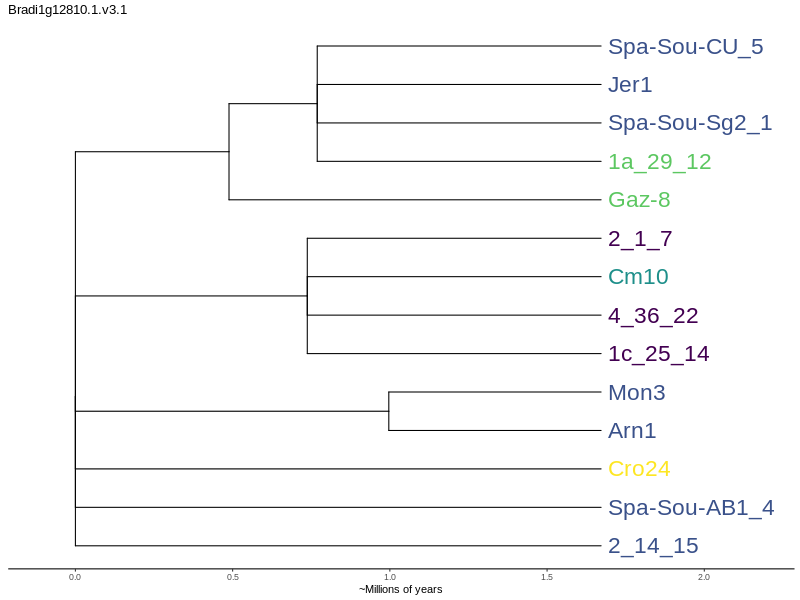 Bradi1g12810.1.v3.1
Spa-Sou-CU_5
Jer1
Spa-Sou-Sg2_1
1a_29_12
Gaz-8
2_1_7
Cm10
4_36_22
1c_25_14
Mon3
Arn1
Cro24
Spa-Sou-AB1_4
2_14_15
0.0 0.5 1.0 1.5 2.0
~Millions of years